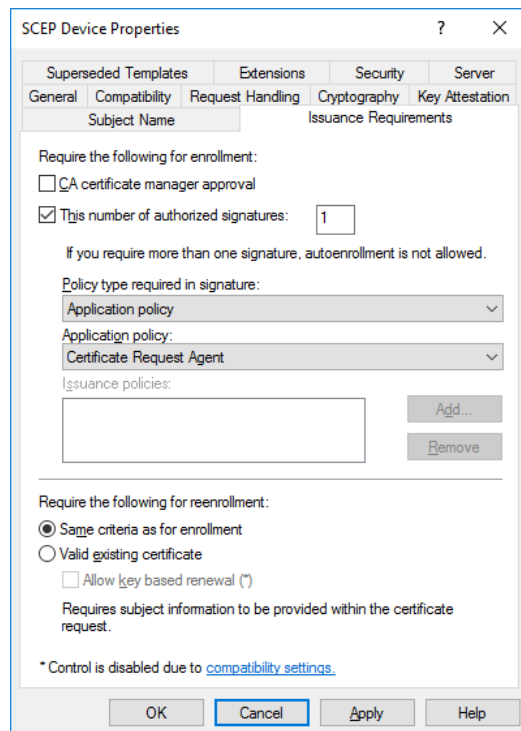 SCEP Device Properties
? X
Superseded Templates Extensions Security Server
General Compatibility Request Handling Cryptography Key Attestation
Subject Name Issuance Requirements
Require the following for enrollment:
CA certificate manager approval
This number of authorized signatures: 1
If you require more than one signature, autoenrollment is not allowed.
Policy type required in signature:
Application policy
Application policy:
Certificate Request Agent
Issuance policies:
Add...
Remove
Require the following for reenrollment:
Same criteria as for enrollment
Valid existing certificate
Allow key based renewal (*)
Requires subject information to be provided within the certificate
request.
* Control is disabled due to compatibility settings.
OK Cancel Apply Help